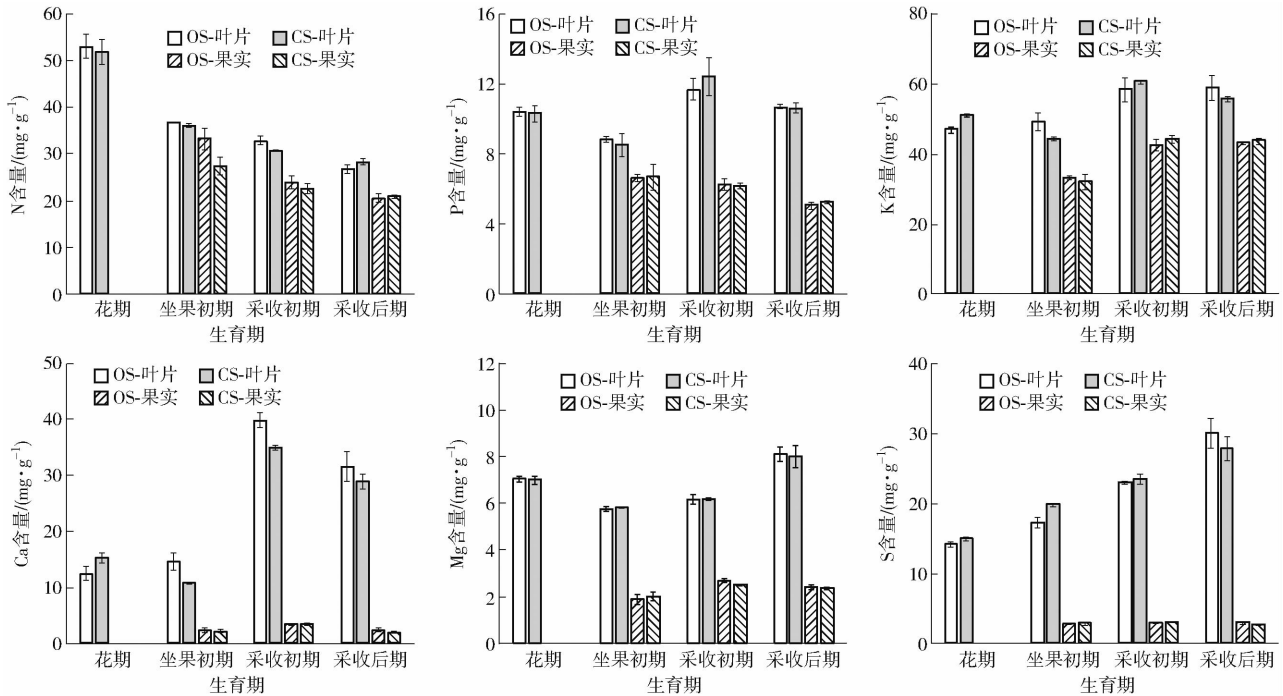 60
50
40
30
20
10
0
N含量/(mg·g⁻¹)
OS-叶片 CS-叶片
OS-果实 CS-果实
花期 坐果初期 采收初期 采收后期
生育期
16
12
8
4
0
P含量/(mg·g⁻¹)
OS-叶片 CS-叶片
OS-果实 CS-果实
花期 坐果初期 采收初期 采收后期
生育期
80
60
40
20
0
K含量/(mg·g⁻¹)
OS-叶片 CS-叶片
OS-果实 CS-果实
花期 坐果初期 采收初期 采收后期
生育期
50
40
30
20
10
0
Ca含量/(mg·g⁻¹)
OS-叶片 CS-叶片
OS-果实 CS-果实
花期 坐果初期 采收初期 采收后期
生育期
12
10
8
6
4
2
0
Mg含量/(mg·g⁻¹)
OS-叶片 CS-叶片
OS-果实 CS-果实
花期 坐果初期 采收初期 采收后期
生育期
40
30
20
10
0
S含量/(mg·g⁻¹)
OS-叶片 CS-叶片
OS-果实 CS-果实
花期 坐果初期 采收初期 采收后期
生育期